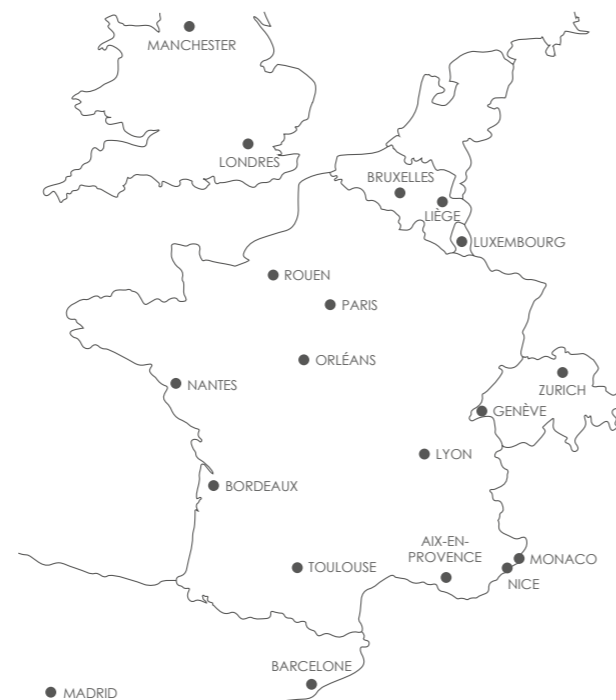 MANCHESTER
LONDRES
BRUXELLES
LIÈGE
LUXEMBOURG
ROUEN
PARIS
ORLÉANS
ZURICH
NANTES
GENÈVE
LYON
BORDEAUX
AIX-EN-
PROVENCE
MONACO
TOULOUSE
NICE
BARCELONE
MADRID